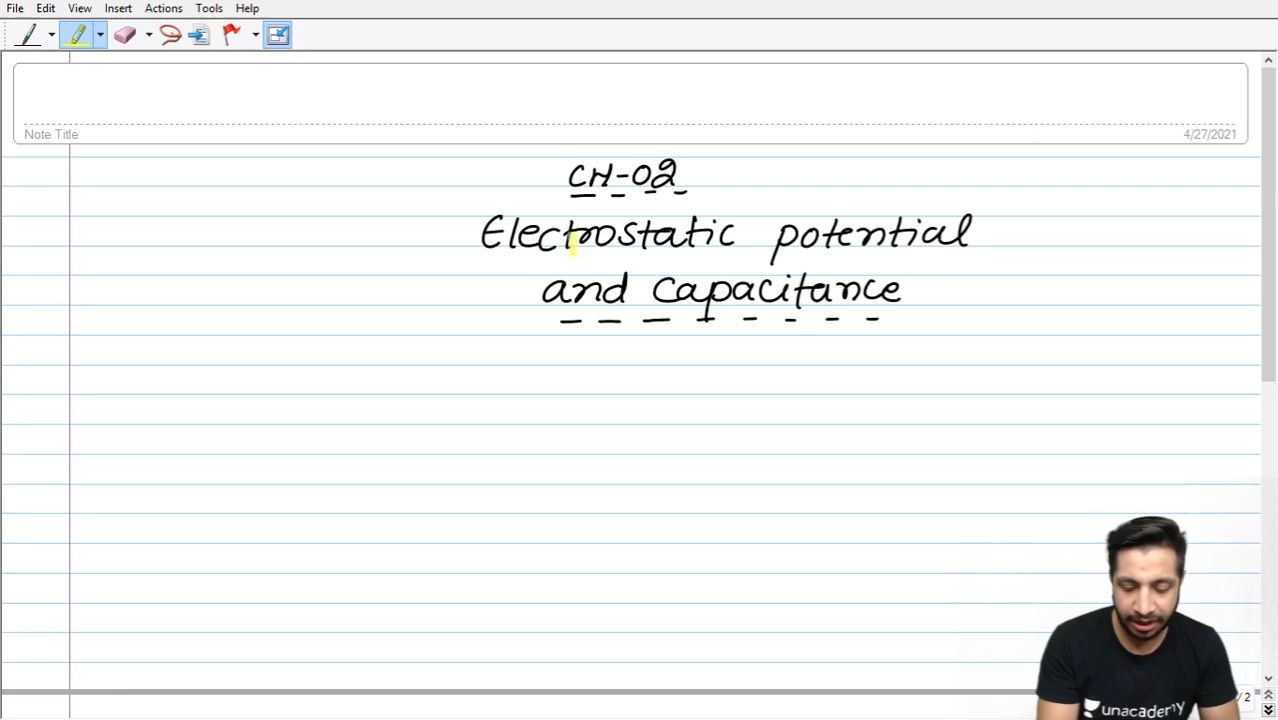 File Edit View Insert Actions Tools Help
Note Title
4/27/2021
CH-02
Electrostatic potential
and Capacitance
/ 2
unacademy